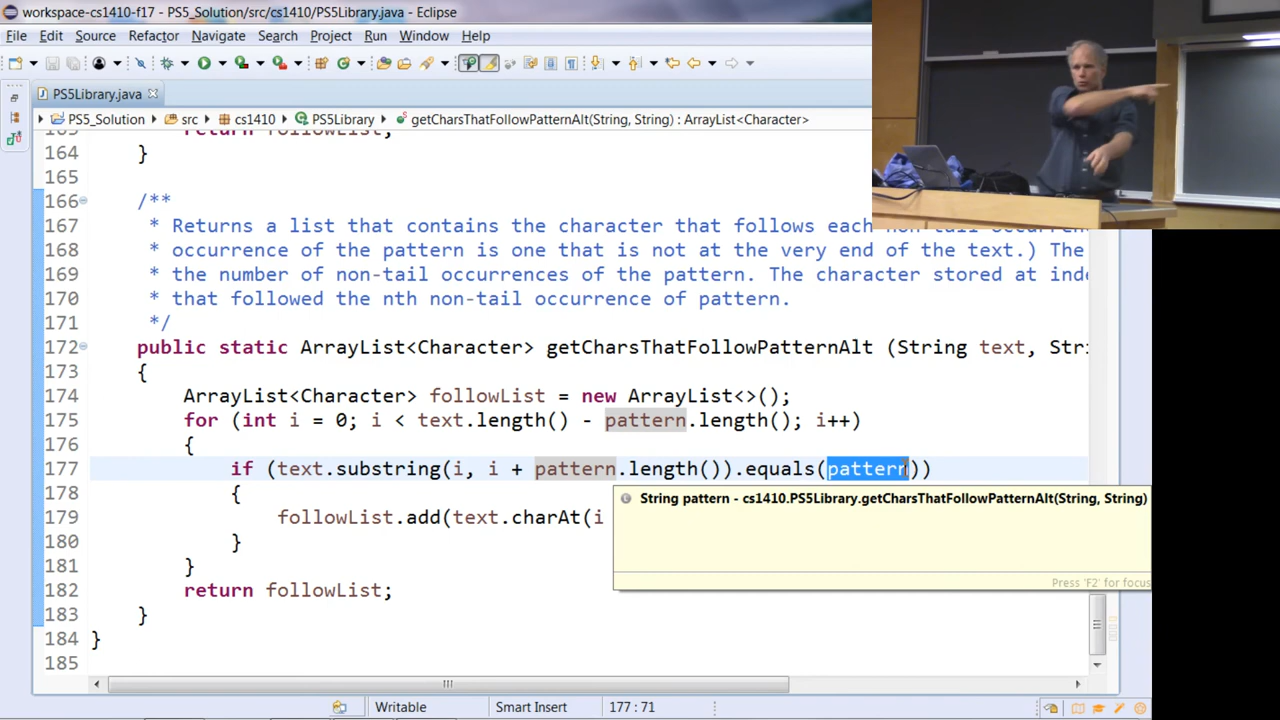 workspace-cs1410-f17 - PS5_Solution/src/cs1410/PS5Library.java - Eclipse
File Edit Source Refactor Navigate Search Project Run Window Help
PS5Library.java
PS5_Solution src cs1410 PS5Library getCharsThatFollowPatternAlt(String, String) : ArrayList<Character>
163 return followList;
164 }
165
166 /**
167 * Returns a list that contains the character that follows each non-tail occurren
168 * occurrence of the pattern is one that is not at the very end of the text.) The
169 * the number of non-tail occurrences of the pattern. The character stored at inde
170 * that followed the nth non-tail occurrence of pattern.
171 */
172 public static ArrayList<Character> getCharsThatFollowPatternAlt (String text, Str
173 {
174 ArrayList<Character> followList = new ArrayList<>();
175 for (int i = 0; i < text.length() - pattern.length(); i++)
176 {
177 if (text.substring(i, i + pattern.length()).equals(pattern))
178 {
String pattern - cs1410.PS5Library.getCharsThatFollowPatternAlt(String, String)
179 followList.add(text.charAt(i
180 }
181 }
Press 'F2' for focus
182 return followList;
183 }
184 }
185
Writable Smart Insert 177 : 71